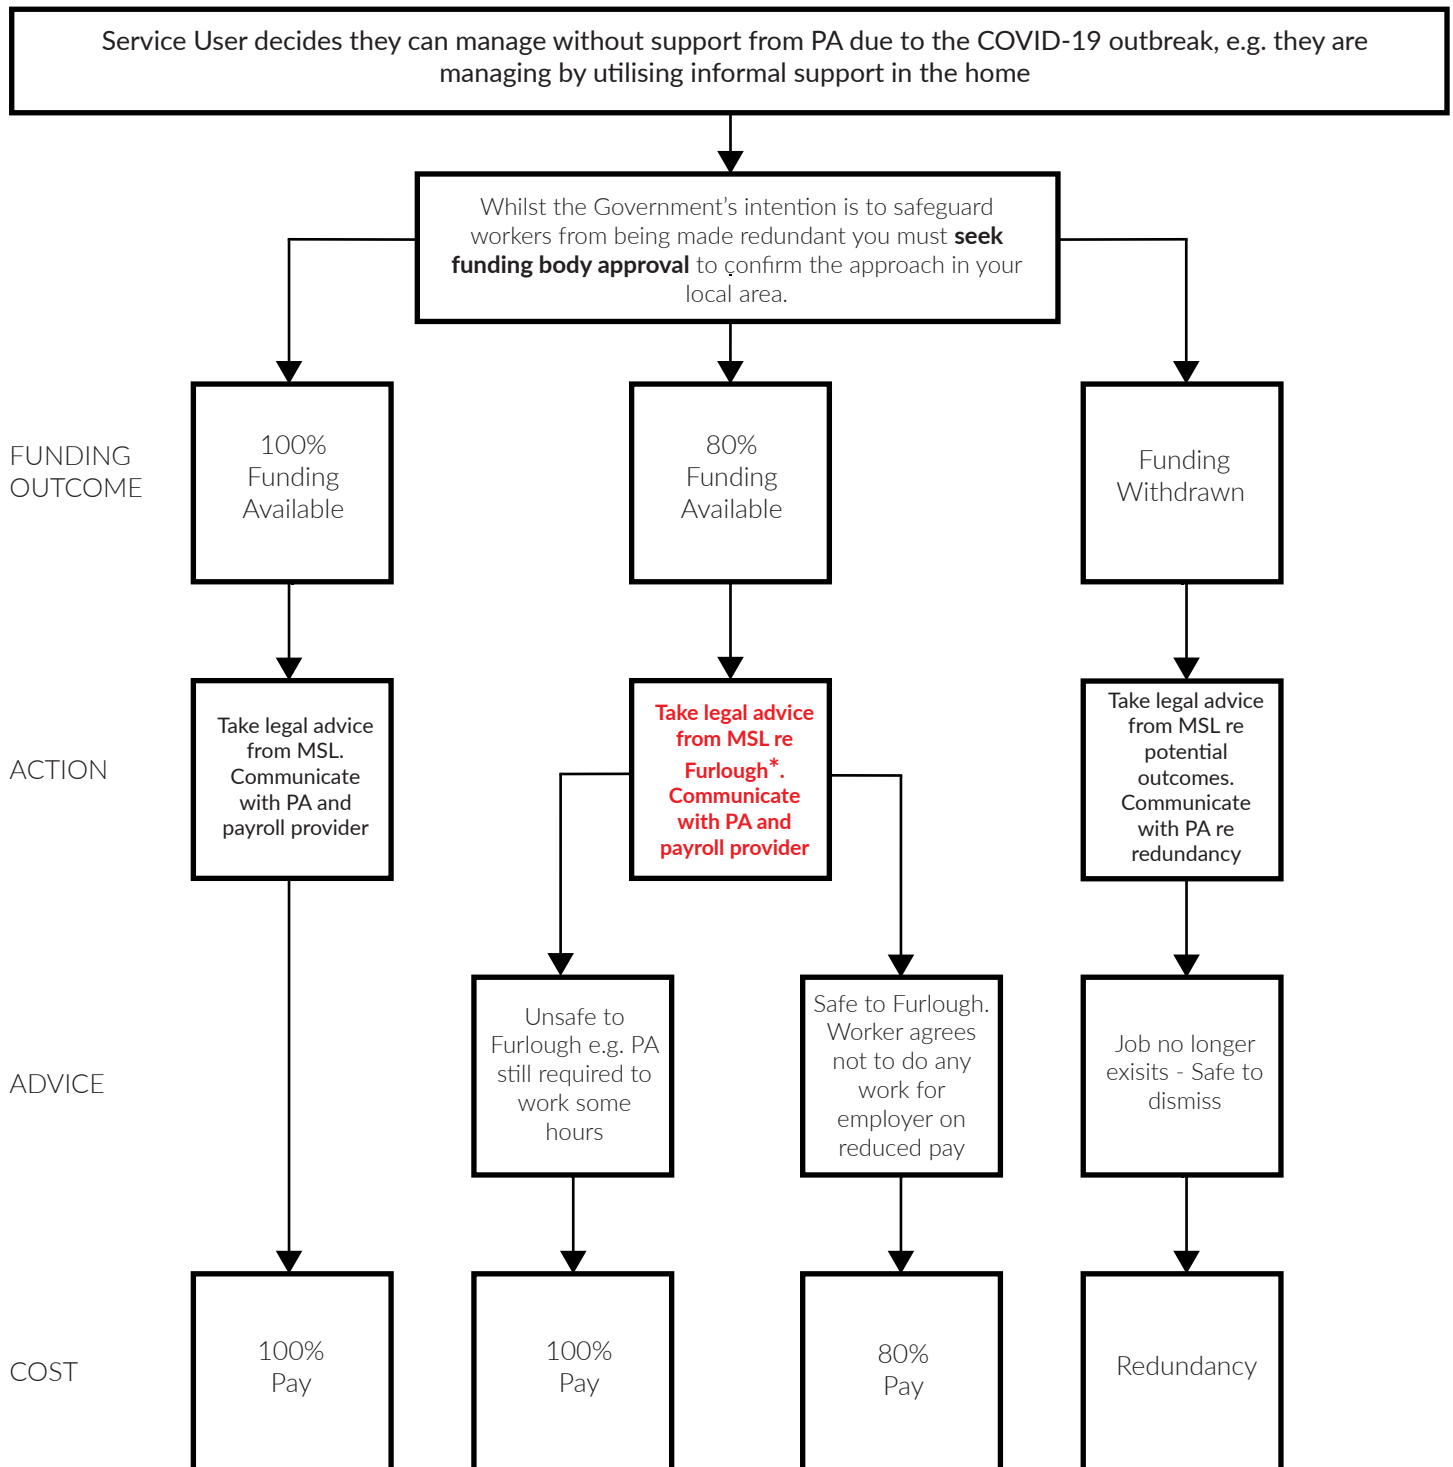 Service User decides they can manage without support from PA due to the COVID-19 outbreak, e.g. they are
managing by utilising informal support in the home
Whilst the Government's intention is to safeguard
workers from being made redundant you must seek
funding body approval to confirm the approach in your
local area.
FUNDING
OUTCOME
100%
Funding
Available
80%
Funding
Available
Funding
Withdrawn
ACTION
Take legal advice
from MSL.
Communicate
with PA and
payroll provider
Take legal advice
from MSL re
Furlough*.
Communicate
with PA and
payroll provider
Take legal advice
from MSL re
potential
outcomes.
Communicate
with PA re
redundancy
ADVICE
Unsafe to
Furlough e.g. PA
still required to
work some
hours
Safe to Furlough.
Worker agrees
not to do any
work for
employer on
reduced pay
Job no longer
exisits - Safe to
dismiss
COST
100%
Pay
100%
Pay
80%
Pay
Redundancy